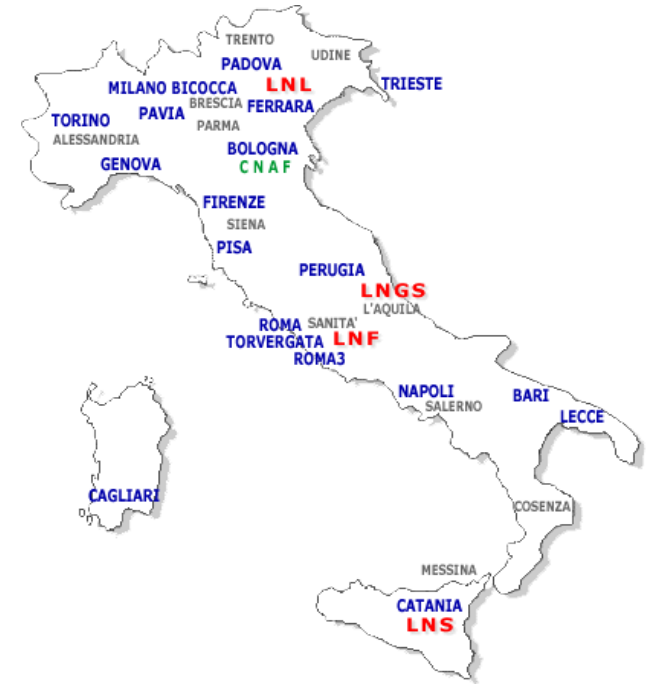 TRENTO
UDINE
PADOVA
MILANO BICOCCA
LNL
TRIESTE
BRESCIA
FERRARA
PAVIA
TORINO
PARMA
ALESSANDRIA
BOLOGNA
GENOVA
CNAF
FIRENZE
SIENA
PISA
PERUGIA
LNGS
L'AQUILA
ROMA
SANITA'
TORVERGATA
LNF
ROMA3
NAPOLI
BARI
SALERNO
LECCE
CAGLIARI
COSENZA
MESSINA
CATANIA
LNS